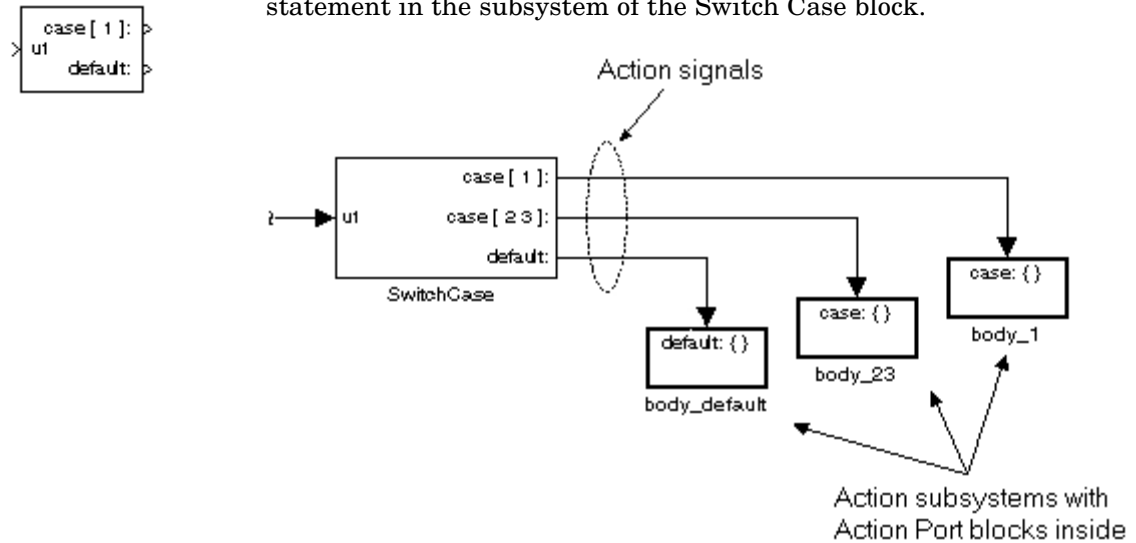 statement in the subsystem of the Switch Case block.
case [ 1 ]:
u1
default:
Action signals
case [ 1 ]:
u1
case [ 2 3 ]:
default:
SwitchCase
case: { }
body_1
case: { }
body_23
default: { }
body_default
Action subsystems with
Action Port blocks inside